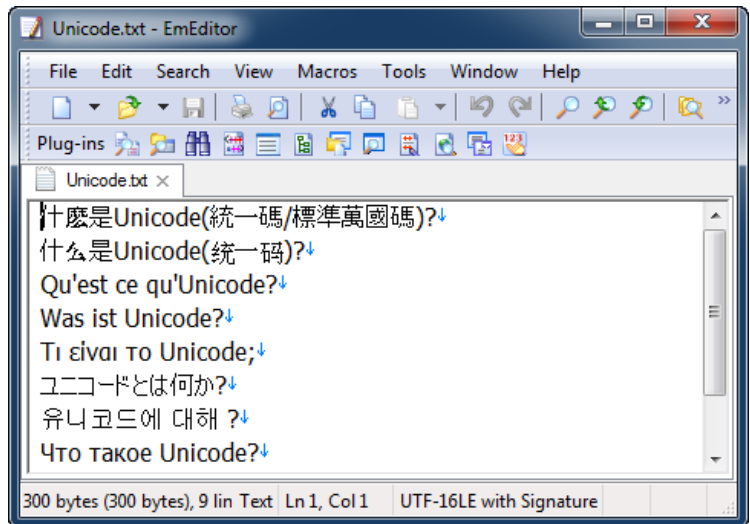 Unicode.txt - EmEditor
File Edit Search View Macros Tools Window Help
Plug-ins
Unicode.txt
什麽是Unicode(統一碼/標準萬國碼)?
什么是Unicode(统一码)?
Qu'est ce qu'Unicode?
Was ist Unicode?
Τι είναι το Unicode;
ユニコードとは何か?
유니코드에 대해 ?
Что такое Unicode?
300 bytes (300 bytes), 9 lin Text Ln 1, Col 1 UTF-16LE with Signature